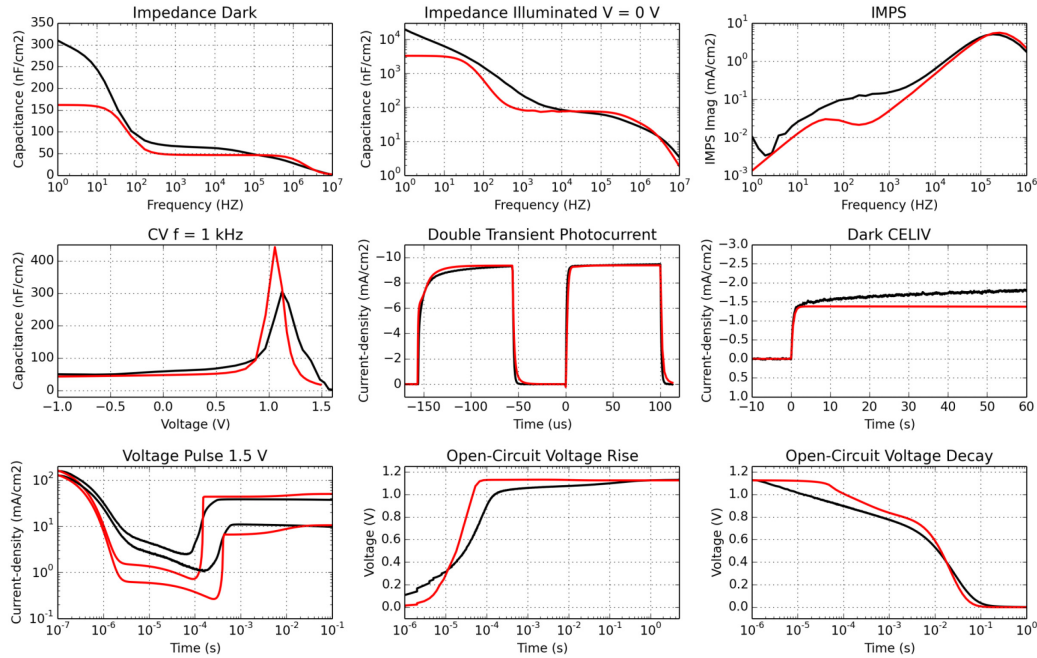 Impedance Dark
Capacitance (nF/cm2)
350
300
250
200
150
100
50
0
10^0 10^1 10^2 10^3 10^4 10^5 10^6 10^7
Frequency (HZ)
Impedance Illuminated V = 0 V
Capacitance (nF/cm2)
10^4
10^3
10^2
10^1
10^0
10^0 10^1 10^2 10^3 10^4 10^5 10^6 10^7
Frequency (HZ)
IMPS
IMPS Imag (mA/cm2)
10^1
10^0
10^-1
10^-2
10^-3
10^0 10^1 10^2 10^3 10^4 10^5 10^6
Frequency (HZ)
CV f = 1 kHz
Capacitance (nF/cm2)
500
400
300
200
100
0
−1.0 −0.5 0.0 0.5 1.0 1.5
Voltage (V)
Double Transient Photocurrent
Current-density (mA/cm2)
−10
−8
−6
−4
−2
0
−150 −100 −50 0 50 100
Time (us)
Dark CELIV
Current-density (mA/cm2)
−3.0
−2.5
−2.0
−1.5
−1.0
−0.5
0.0
0.5
1.0
−10 0 10 20 30 40 50 60
Time (s)
Voltage Pulse 1.5 V
Current-density (mA/cm2)
10^2
10^1
10^0
10^-1
10^-7 10^-6 10^-5 10^-4 10^-3 10^-2 10^-1
Time (s)
Open-Circuit Voltage Rise
Voltage (V)
1.2
1.0
0.8
0.6
0.4
0.2
0.0
10^-6 10^-5 10^-4 10^-3 10^-2 10^-1 10^0
Time (s)
Open-Circuit Voltage Decay
Voltage (V)
1.2
1.0
0.8
0.6
0.4
0.2
0.0
10^-6 10^-5 10^-4 10^-3 10^-2 10^-1 10^0
Time (s)